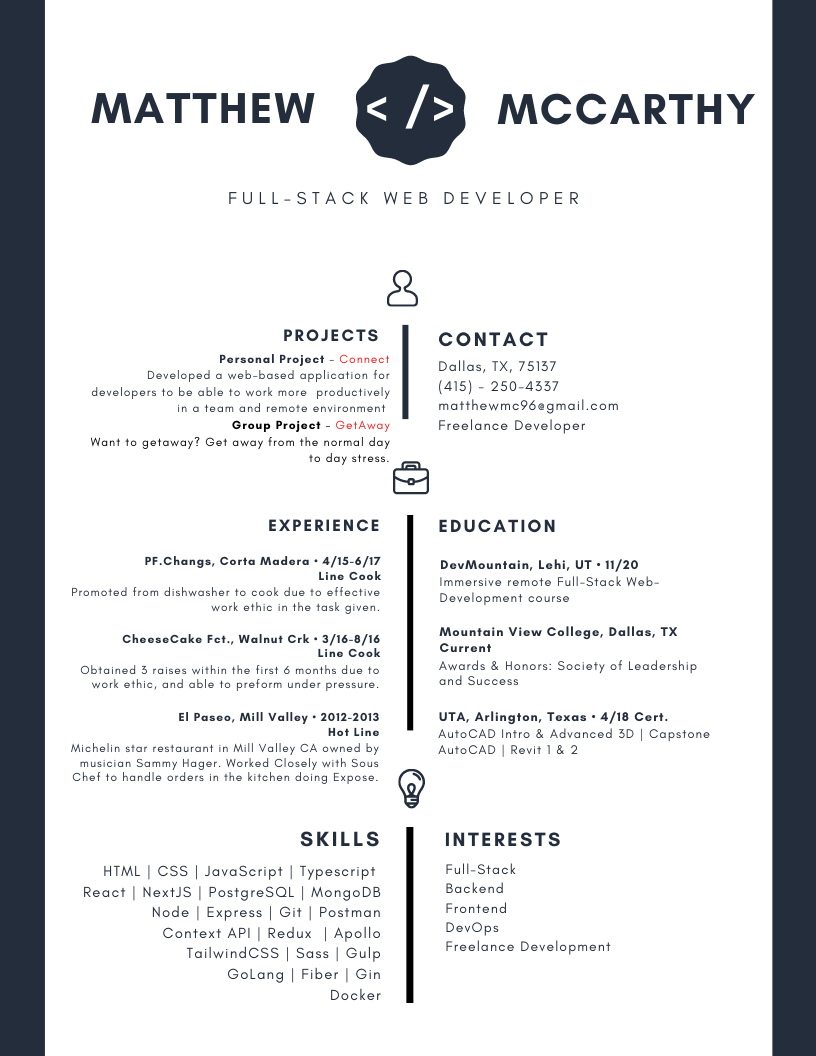 MATTHEW </> MCCARTHY
FULL-STACK WEB DEVELOPER
PROJECTS
Personal Project - Connect
Developed a web-based application for
developers to be able to work more productively
in a team and remote environment
Group Project - GetAway
Want to getaway? Get away from the normal day
to day stress.
CONTACT
Dallas, TX, 75137
(415) - 250-4337
matthewmc96@gmail.com
Freelance Developer
EXPERIENCE
PF.Changs, Corta Madera • 4/15-6/17
Line Cook
Promoted from dishwasher to cook due to effective
work ethic in the task given.
CheeseCake Fct., Walnut Crk • 3/16-8/16
Line Cook
Obtained 3 raises within the first 6 months due to
work ethic, and able to preform under pressure.
El Paseo, Mill Valley • 2012-2013
Hot Line
Michelin star restaurant in Mill Valley CA owned by
musician Sammy Hager. Worked Closely with Sous
Chef to handle orders in the kitchen doing Expose.
EDUCATION
DevMountain, Lehi, UT • 11/20
Immersive remote Full-Stack Web-
Development course
Mountain View College, Dallas, TX
Current
Awards & Honors: Society of Leadership
and Success
UTA, Arlington, Texas • 4/18 Cert.
AutoCAD Intro & Advanced 3D | Capstone
AutoCAD | Revit 1 & 2
SKILLS
HTML | CSS | JavaScript | Typescript
React | NextJS | PostgreSQL | MongoDB
Node | Express | Git | Postman
Context API | Redux | Apollo
TailwindCSS | Sass | Gulp
GoLang | Fiber | Gin
Docker
INTERESTS
Full-Stack
Backend
Frontend
DevOps
Freelance Development